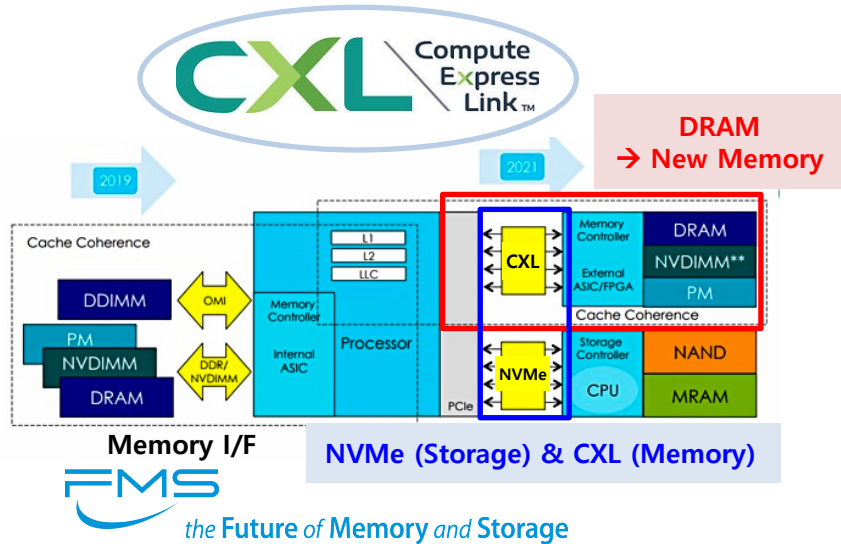 CXL
Compute
Express
Link™
DRAM
→ New Memory
2019
2021
Cache Coherence
DDIMM
OMI
PM
NVDIMM
DRAM
DDR/
NVDIMM
Memory
Controller
Internal
ASIC
L1
L2
LLC
Processor
PCIe
CXL
NVMe
Memory
Controller
External
ASIC/FPGA
DRAM
NVDIMM**
PM
Cache Coherence
Storage
Controller
CPU
NAND
MRAM
Memory I/F
NVMe (Storage) & CXL (Memory)
FMS
the Future of Memory and Storage